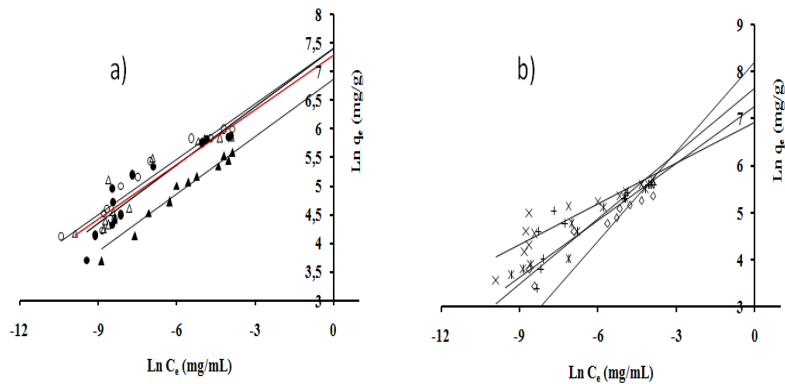 a)
8
7,5
7
6,5
6
5,5
5
4,5
4
3,5
3
Ln qₑ (mg/g)
-12 -9 -6 -3 0
Ln Cₑ (mg/mL)
b)
9
8
7
6
5
4
3
Ln qₑ (mg/g)
-12 -9 -6 -3 0
Ln Cₑ (mg/mL)